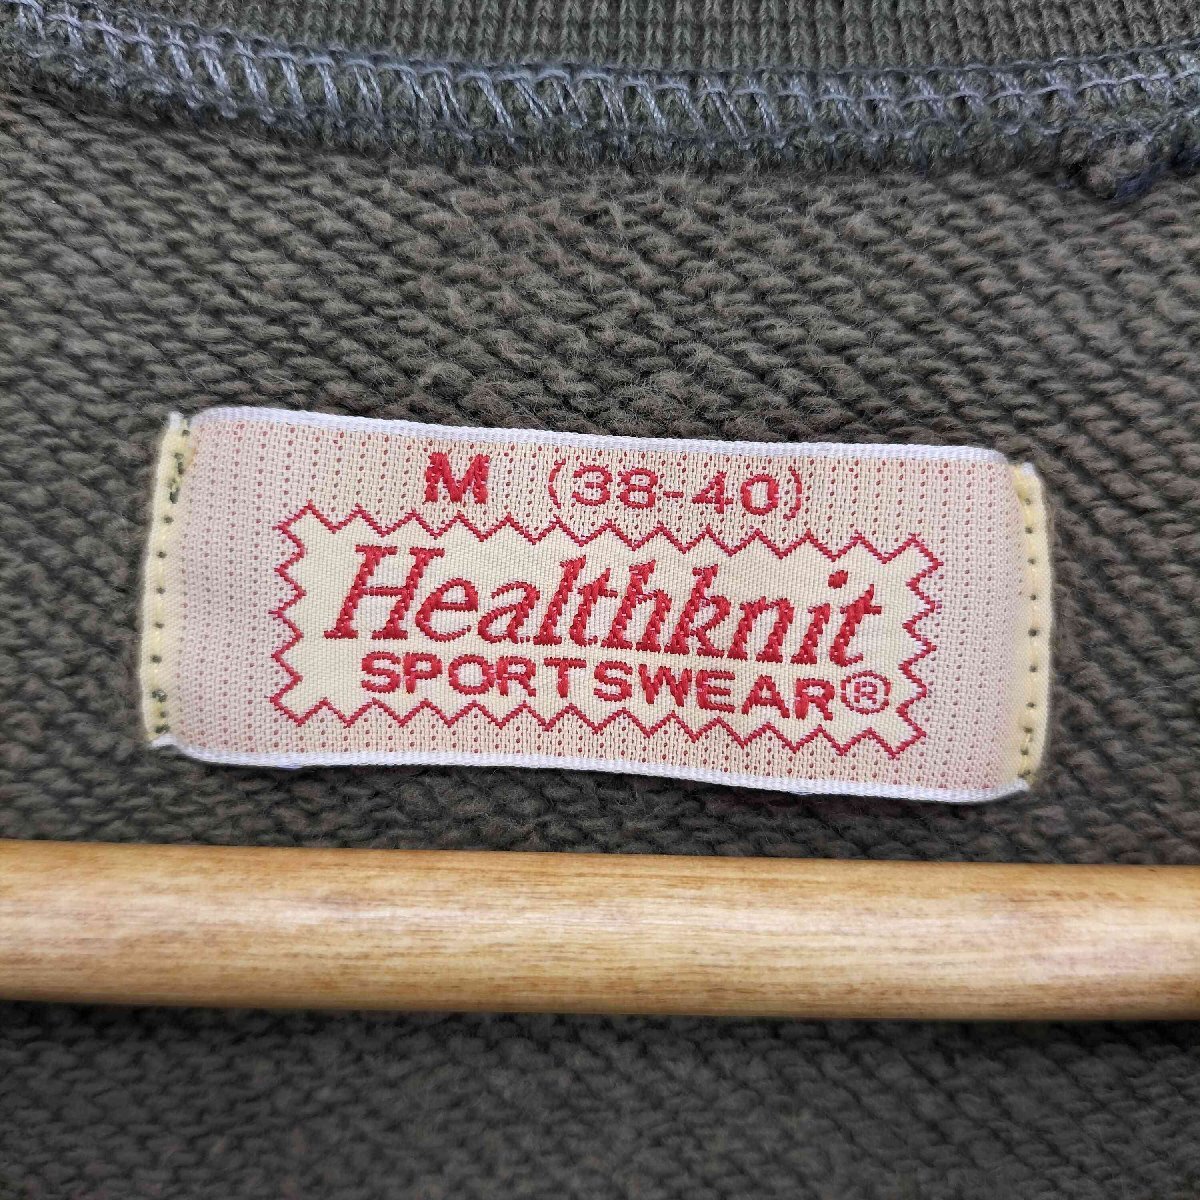 M (38-40)
Healthknit
SPORTSWEAR®